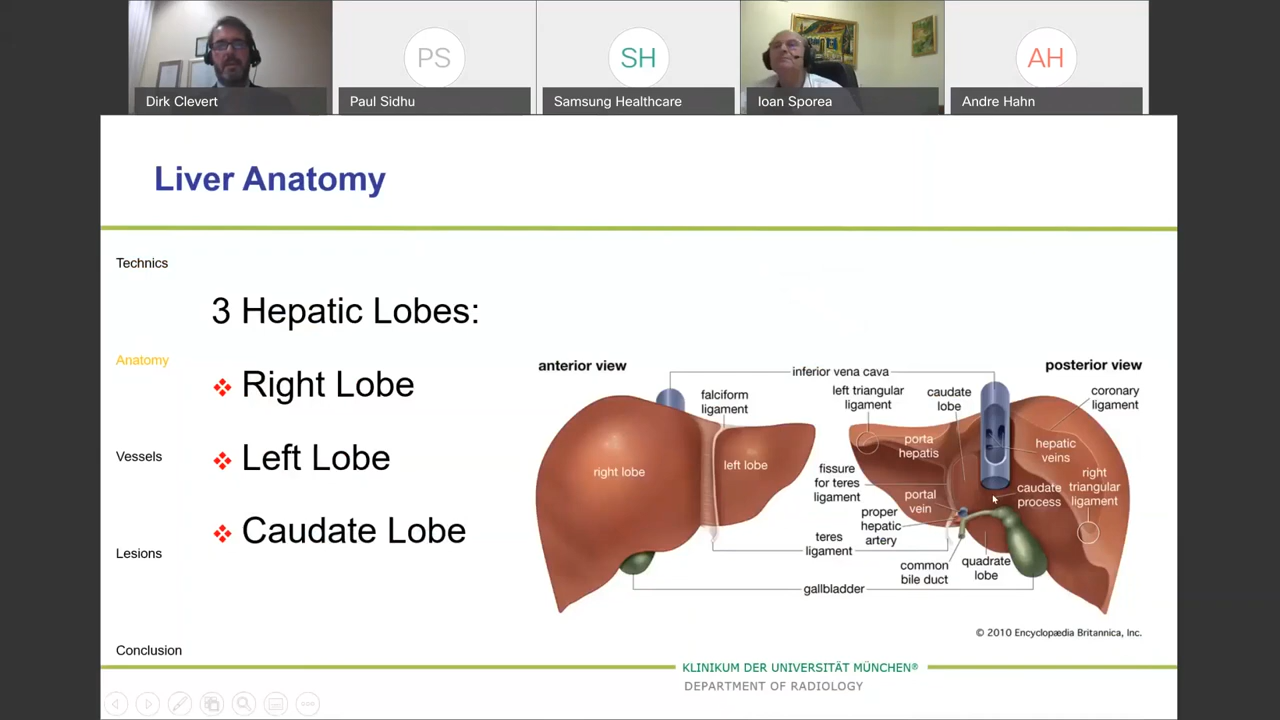 PS
SH
AH
Dirk Clevert
Paul Sidhu
Samsung Healthcare
Ioan Sporea
Andre Hahn
Liver Anatomy
Technics
Anatomy
Vessels
Lesions
Conclusion
3 Hepatic Lobes:
❖ Right Lobe
❖ Left Lobe
❖ Caudate Lobe
anterior view
posterior view
inferior vena cava
falciform
ligament
left triangular
ligament
caudate
lobe
coronary
ligament
right lobe
left lobe
porta
hepatis
hepatic
veins
fissure
for teres
ligament
right
triangular
ligament
portal
vein
caudate
process
proper
hepatic
artery
teres
ligament
common
bile duct
quadrate
lobe
gallbladder
© 2010 Encyclopædia Britannica, Inc.
KLINIKUM DER UNIVERSITÄT MÜNCHEN®
DEPARTMENT OF RADIOLOGY